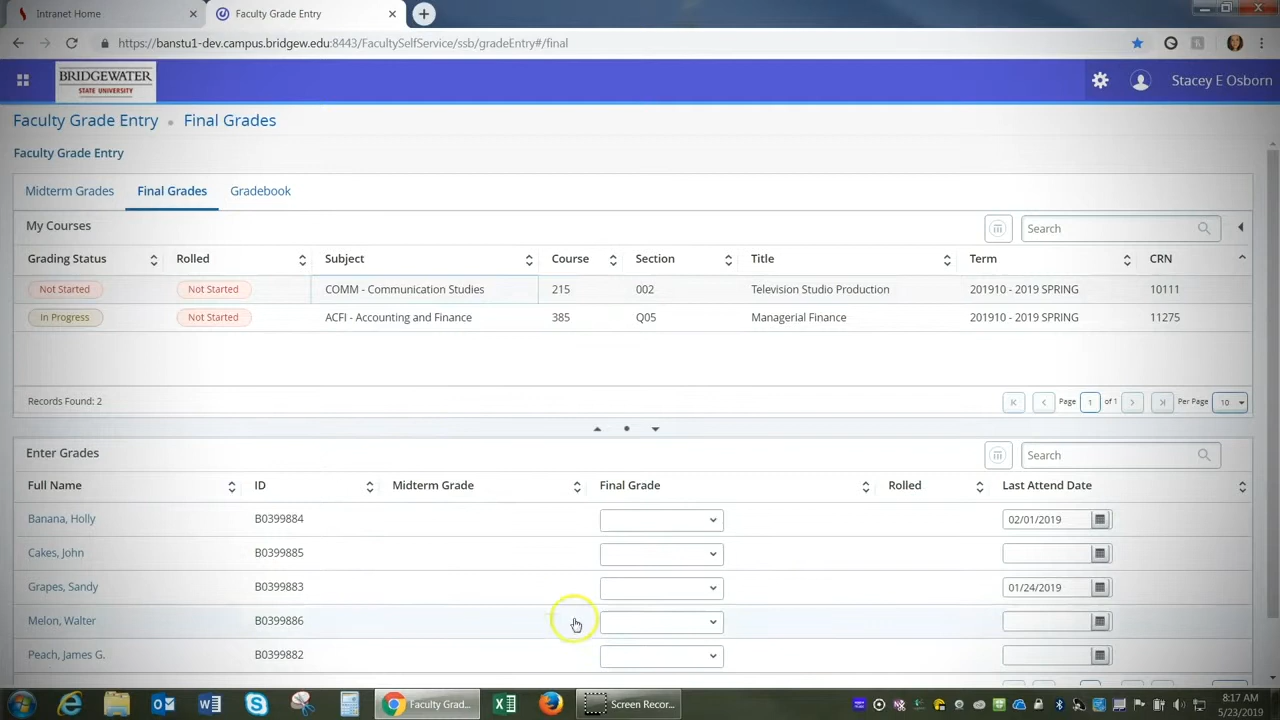 Intranet Home
Faculty Grade Entry
https://banstu1-dev.campus.bridgew.edu:8443/FacultySelfService/ssb/gradeEntry#/final
BRIDGEWATER
STATE UNIVERSITY
Stacey E Osborn
Faculty Grade Entry • Final Grades
Faculty Grade Entry
Midterm Grades Final Grades Gradebook
My Courses Search
Grading Status Rolled Subject Course Section Title Term CRN
Not Started Not Started COMM - Communication Studies 215 002 Television Studio Production 201910 - 2019 SPRING 10111
In Progress Not Started ACFI - Accounting and Finance 385 Q05 Managerial Finance 201910 - 2019 SPRING 11275
Records Found: 2 Page 1 of 1 Per Page 10
Enter Grades Search
Full Name ID Midterm Grade Final Grade Rolled Last Attend Date
Banana, Holly B0399884 02/01/2019
Cakes, John B0399885
Grapes, Sandy B0399883 01/24/2019
Melon, Walter B0399886
Peach, James G. B0399882
Faculty Grad... Screen Recor...
8:17 AM
5/23/2019